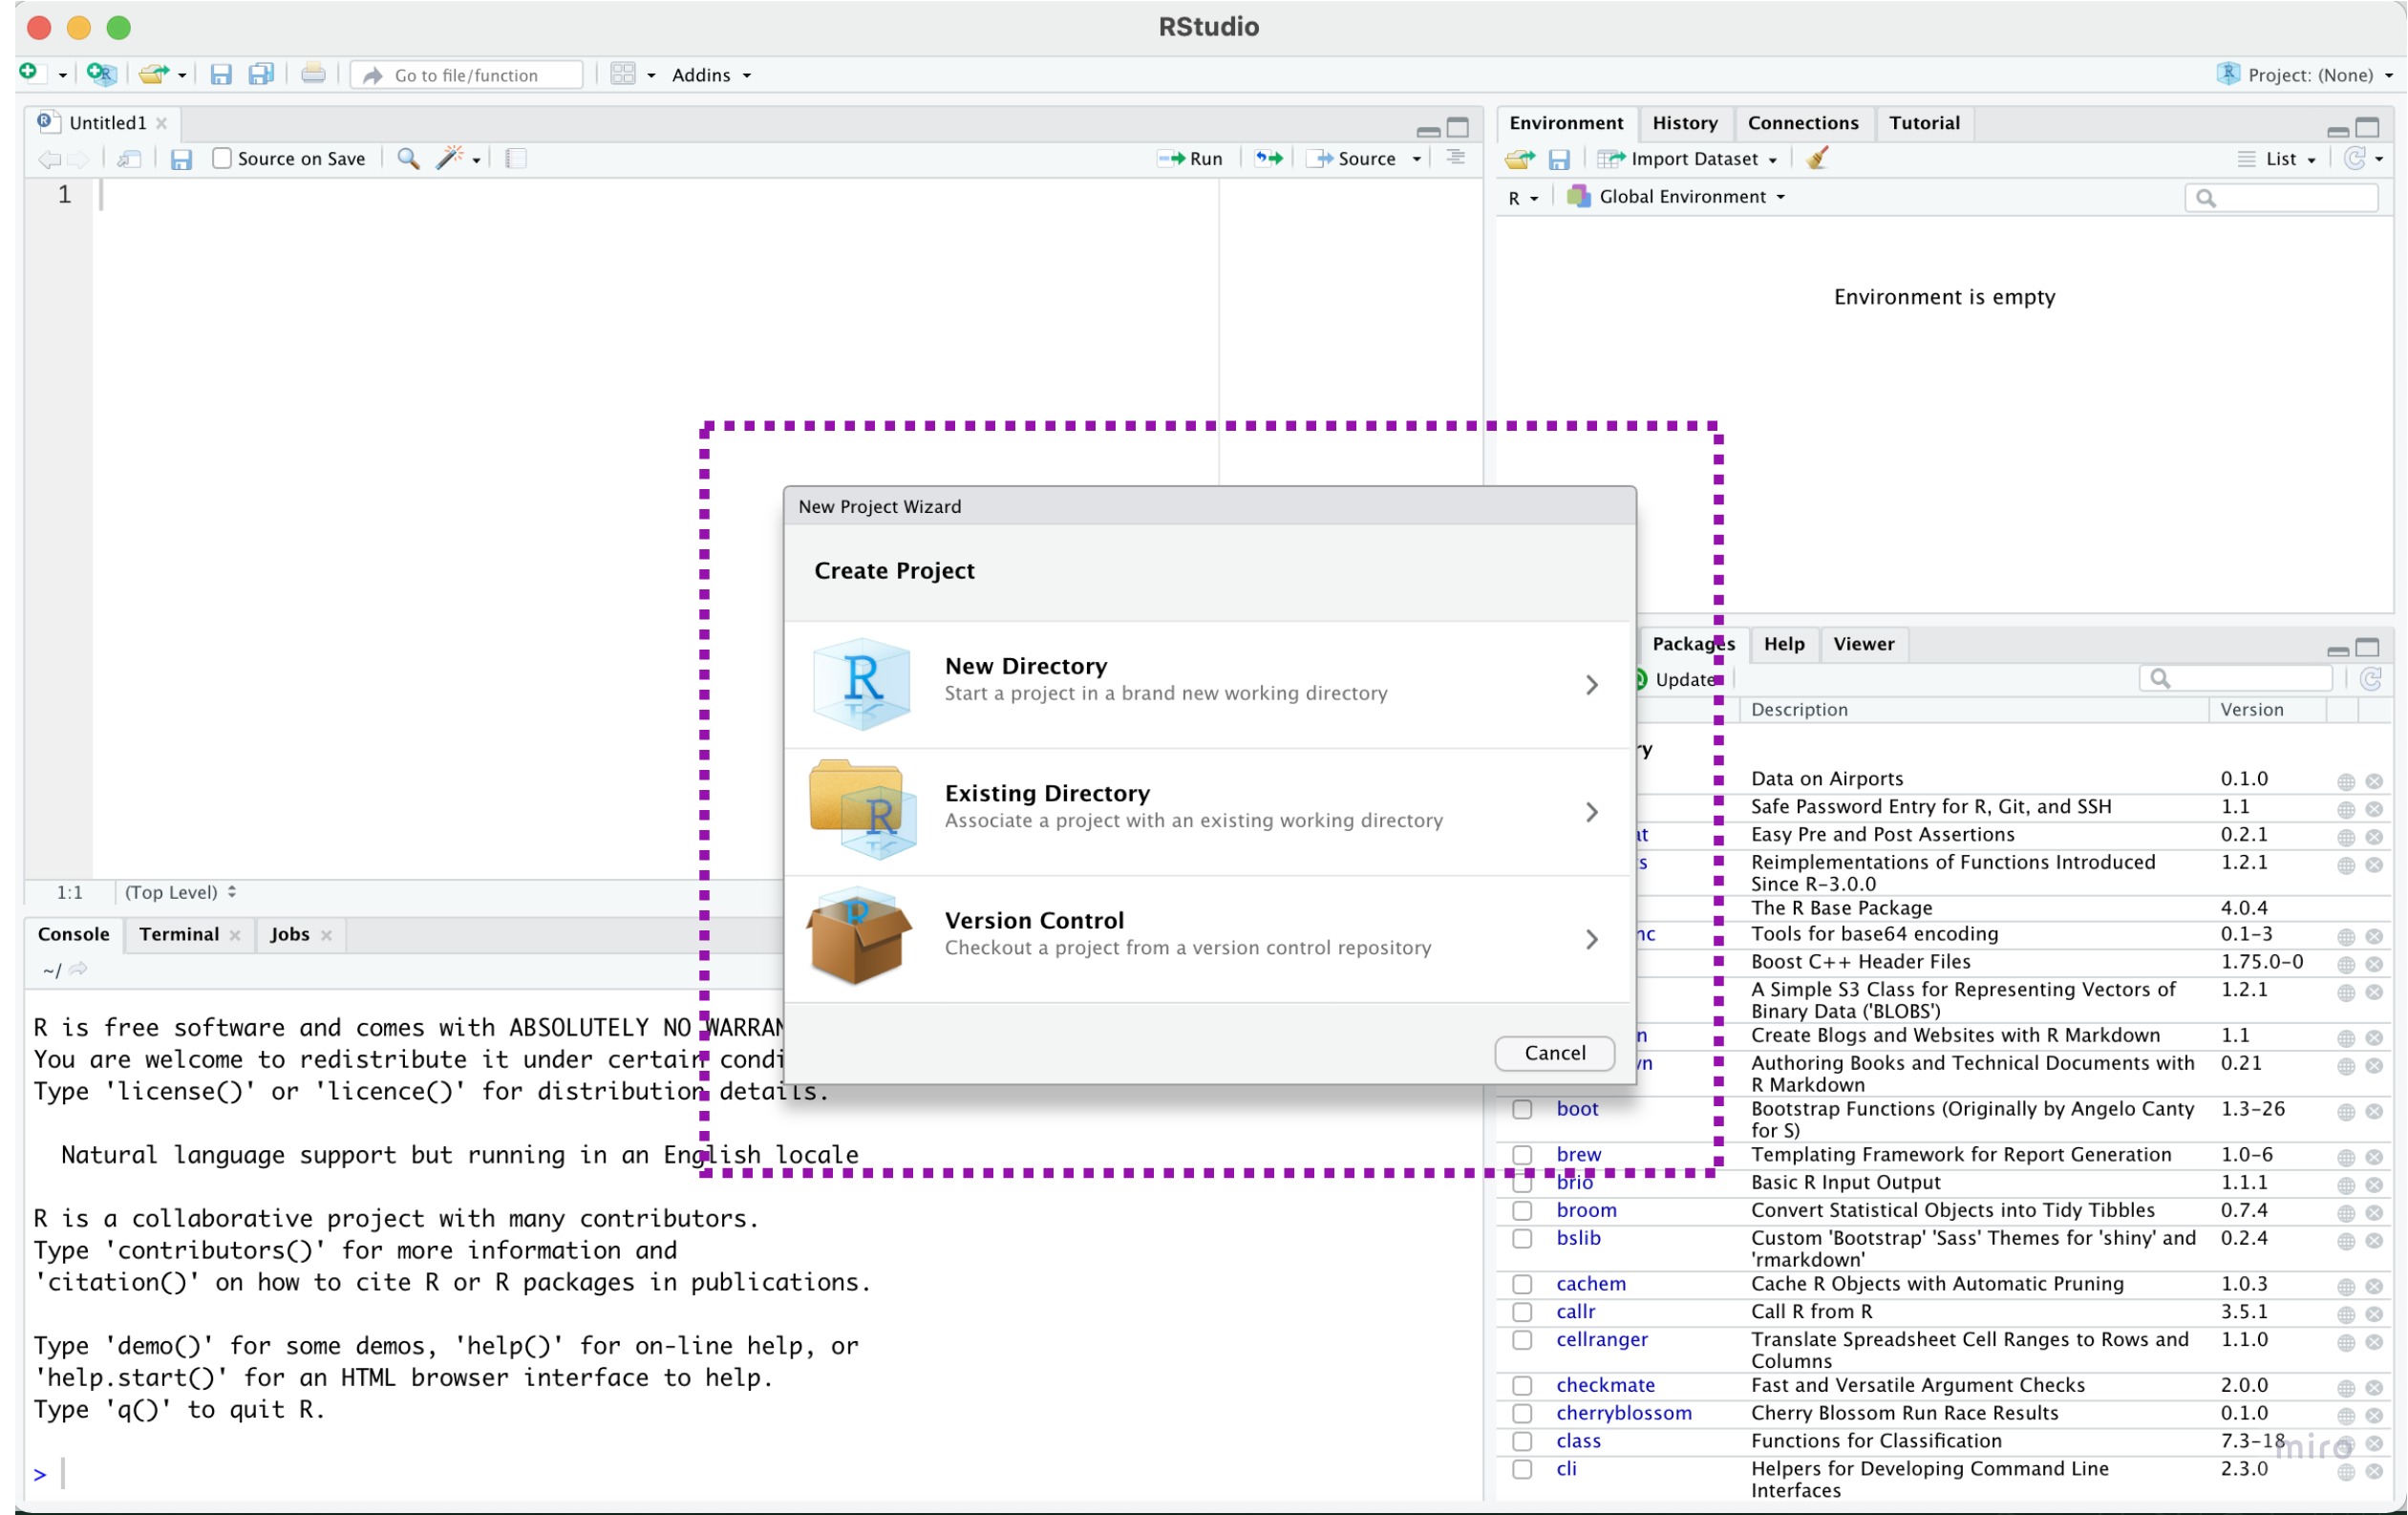 RStudio
Go to file/function
Addins
Project: (None)
Untitled1
Source on Save
Run
Source
1
1:1
(Top Level)
Console
Terminal
Jobs
~/
R is free software and comes with ABSOLUTELY NO WARRAN
You are welcome to redistribute it under certain condi
Type 'license()' or 'licence()' for distribution details.
Natural language support but running in an English locale
R is a collaborative project with many contributors.
Type 'contributors()' for more information and
'citation()' on how to cite R or R packages in publications.
Type 'demo()' for some demos, 'help()' for on-line help, or
'help.start()' for an HTML browser interface to help.
Type 'q()' to quit R.
>
New Project Wizard
Create Project
New Directory
Start a project in a brand new working directory
Existing Directory
Associate a project with an existing working directory
Version Control
Checkout a project from a version control repository
Cancel
Environment History Connections Tutorial
Import Dataset
List
R
Global Environment
Environment is empty
Packages Help Viewer
Update
Description Version
ry
Data on Airports 0.1.0
Safe Password Entry for R, Git, and SSH 1.1
at Easy Pre and Post Assertions 0.2.1
s Reimplementations of Functions Introduced 1.2.1
Since R-3.0.0
The R Base Package 4.0.4
nc Tools for base64 encoding 0.1-3
Boost C++ Header Files 1.75.0-0
A Simple S3 Class for Representing Vectors of 1.2.1
Binary Data ('BLOBS')
n Create Blogs and Websites with R Markdown 1.1
vn Authoring Books and Technical Documents with 0.21
R Markdown
boot Bootstrap Functions (Originally by Angelo Canty 1.3-26
for S)
brew Templating Framework for Report Generation 1.0-6
brio Basic R Input Output 1.1.1
broom Convert Statistical Objects into Tidy Tibbles 0.7.4
bslib Custom 'Bootstrap' 'Sass' Themes for 'shiny' and 0.2.4
'rmarkdown'
cachem Cache R Objects with Automatic Pruning 1.0.3
callr Call R from R 3.5.1
cellranger Translate Spreadsheet Cell Ranges to Rows and 1.1.0
Columns
checkmate Fast and Versatile Argument Checks 2.0.0
cherryblossom Cherry Blossom Run Race Results 0.1.0
class Functions for Classification 7.3-18
miro
cli Helpers for Developing Command Line 2.3.0
Interfaces